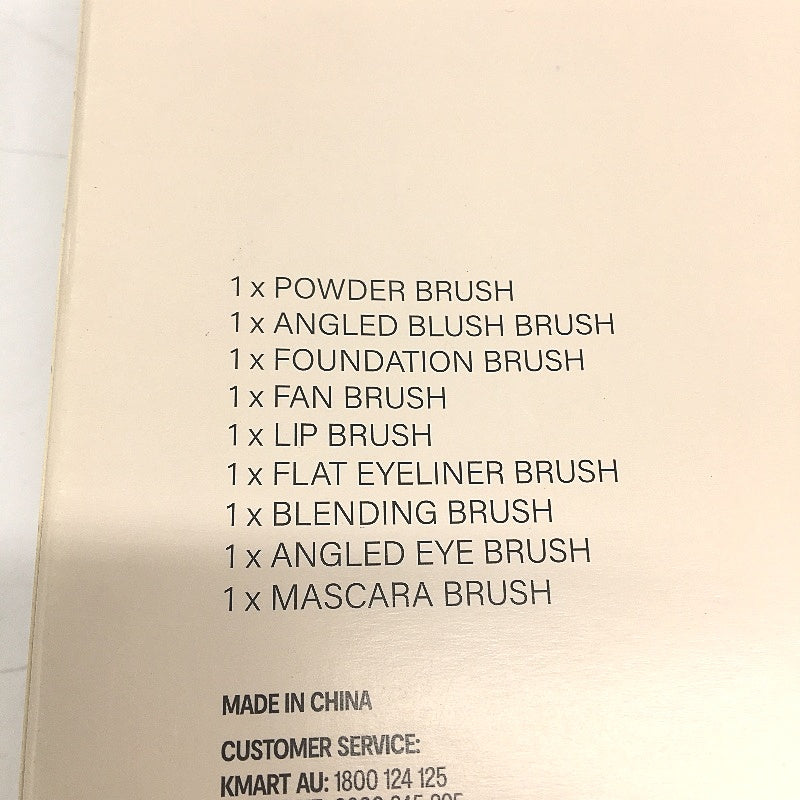 1 x POWDER BRUSH
1 x ANGLED BLUSH BRUSH
1 x FOUNDATION BRUSH
1 x FAN BRUSH
1 x LIP BRUSH
1 x FLAT EYELINER BRUSH
1 x BLENDING BRUSH
1 x ANGLED EYE BRUSH
1 x MASCARA BRUSH
MADE IN CHINA
CUSTOMER SERVICE:
KMART AU: 1800 124 125